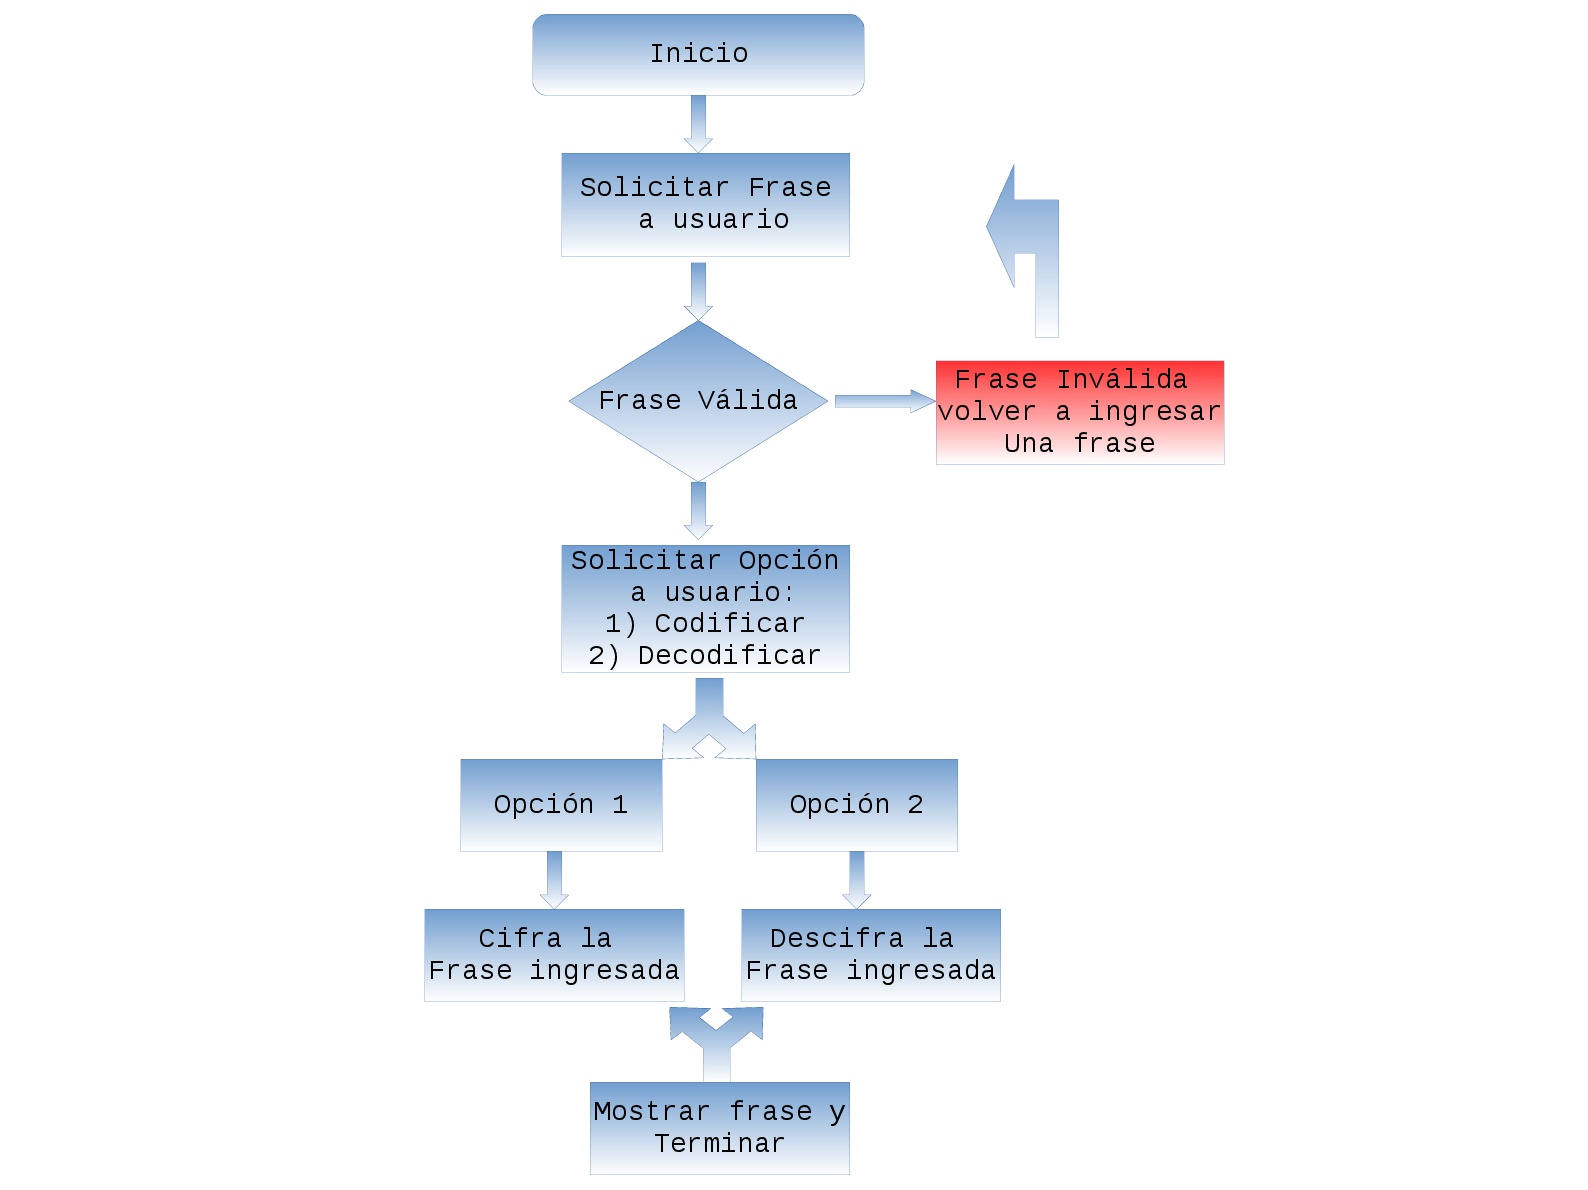 Inicio
Solicitar Frase
a usuario
Frase Válida
Frase Inválida
volver a ingresar
Una frase
Solicitar Opción
a usuario:
1) Codificar
2) Decodificar
Opción 1
Opción 2
Cifra la
Frase ingresada
Descifra la
Frase ingresada
Mostrar frase y
Terminar